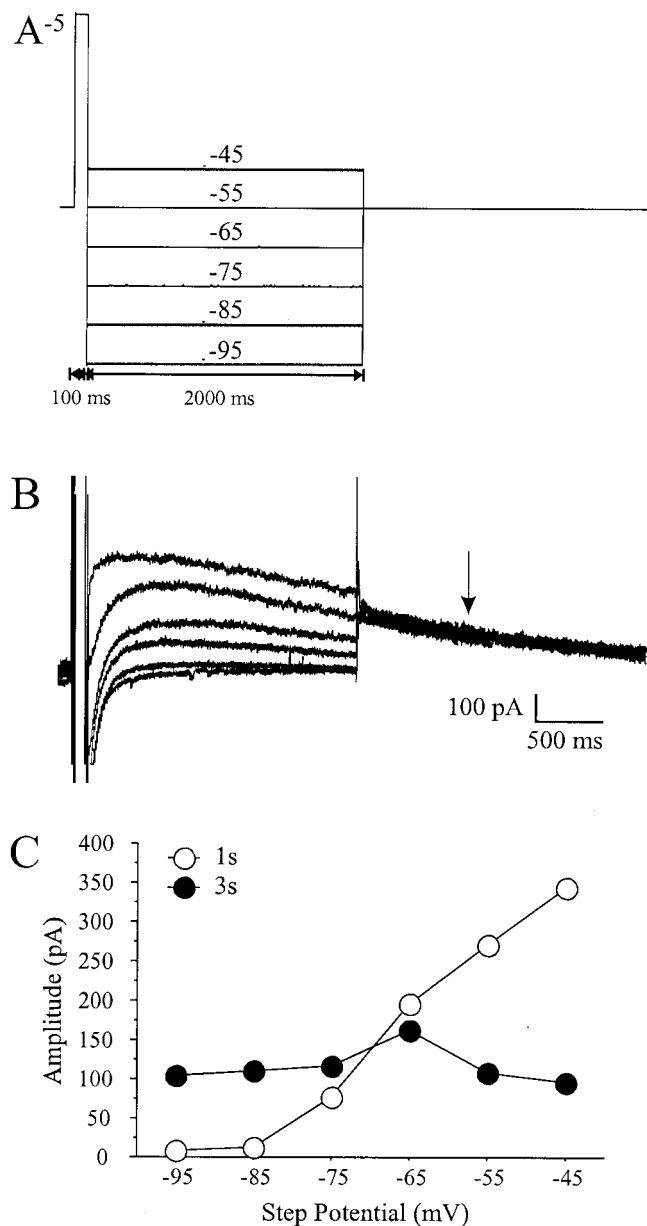 A
-5
-45
-55
-65
-75
-85
-95
100 ms
2000 ms
B
100 pA
500 ms
C
1s
3s
Amplitude (pA)
400
350
300
250
200
150
100
50
0
-95 -85 -75 -65 -55 -45
Step Potential (mV)